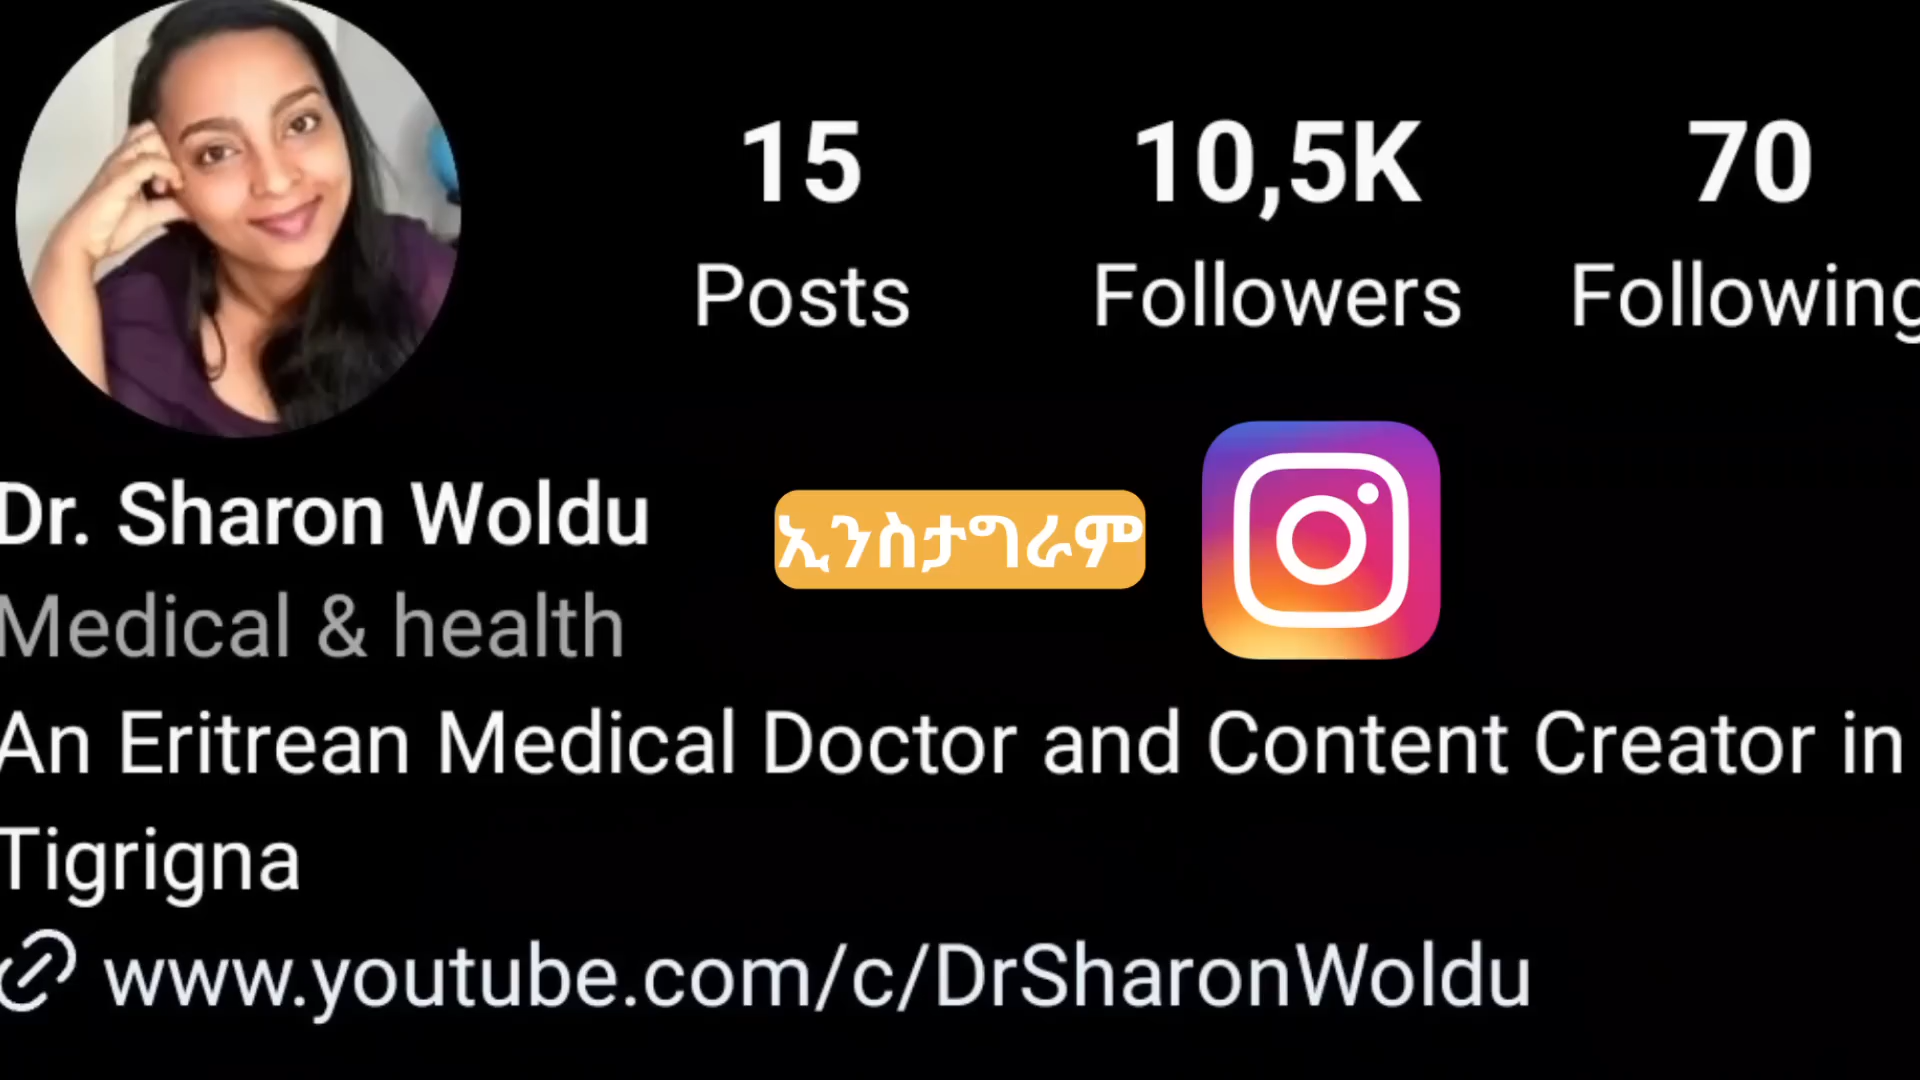 15 10,5K 70
Posts Followers Following
Dr. Sharon Woldu
ኢንስታግራም
Medical & health
An Eritrean Medical Doctor and Content Creator in
Tigrigna
www.youtube.com/c/DrSharonWoldu